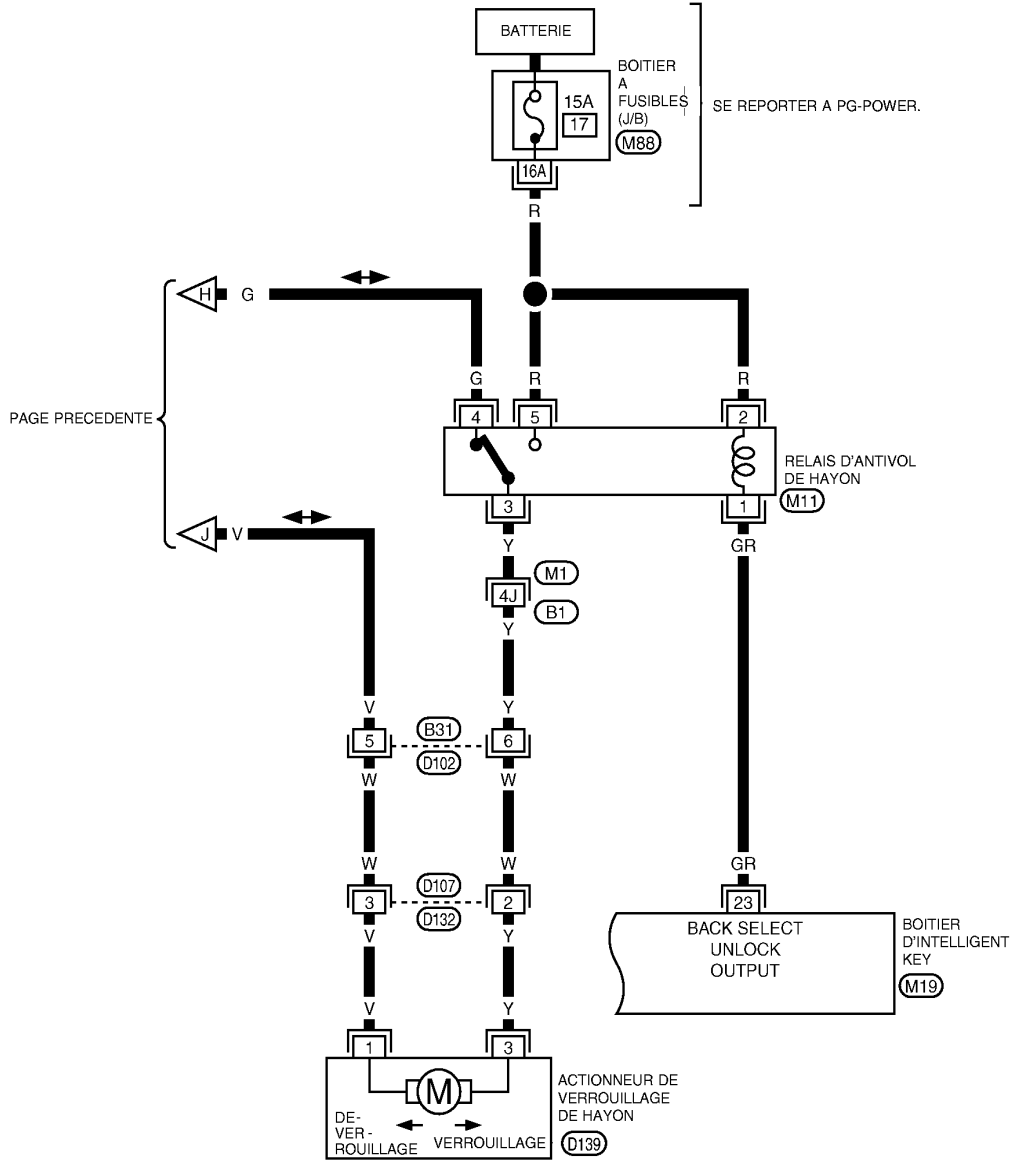 BATTERIE
BOITIER
A
FUSIBLES
(J/B)
M88
15A
17
16A
SE REPORTER A PG-POWER.
R
H
G
G
R
R
4
5
2
PAGE PRECEDENTE
RELAIS D'ANTIVOL
DE HAYON
M11
3
1
J
V
Y
GR
M1
4J
B1
Y
V
Y
5
B31
6
D102
W
W
W
W
GR
3
D107
2
23
D132
V
Y
BACK SELECT
UNLOCK
OUTPUT
BOITIER
D'INTELLIGENT
KEY
M19
V
Y
1
3
M
ACTIONNEUR DE
VERROUILLAGE
DE HAYON
D139
DE-
VER -
ROUILLAGE
VERROUILLAGE